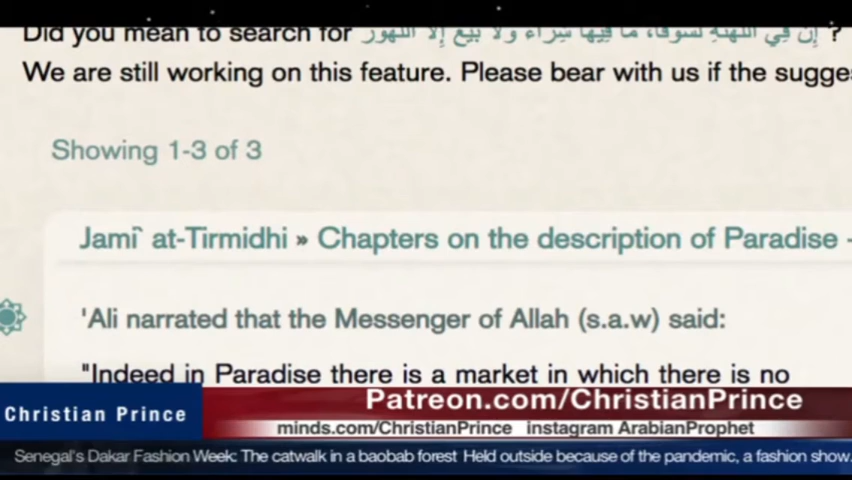 Did you mean to search for إن في الجنة لسوقا، ما فيها شراء ولا بيع إلا الصور ?
We are still working on this feature. Please bear with us if the sugge
Showing 1-3 of 3
Jami` at-Tirmidhi » Chapters on the description of Paradise -
'Ali narrated that the Messenger of Allah (s.a.w) said:
"Indeed in Paradise there is a market in which there is no
Christian Prince
Patreon.com/ChristianPrince
minds.com/ChristianPrince instagram ArabianProphet
Senegal's Dakar Fashion Week: The catwalk in a baobab forest Held outside because of the pandemic, a fashion show.